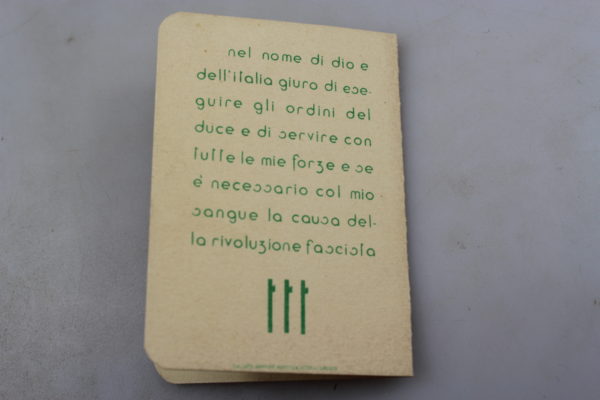 nel nome di dio e
dell'italia giuro di ese-
guire gli ordini del
duce e di servire con
tutte le mie forze e se
è necessario col mio
sangue la causa del-
la rivoluzione fascista